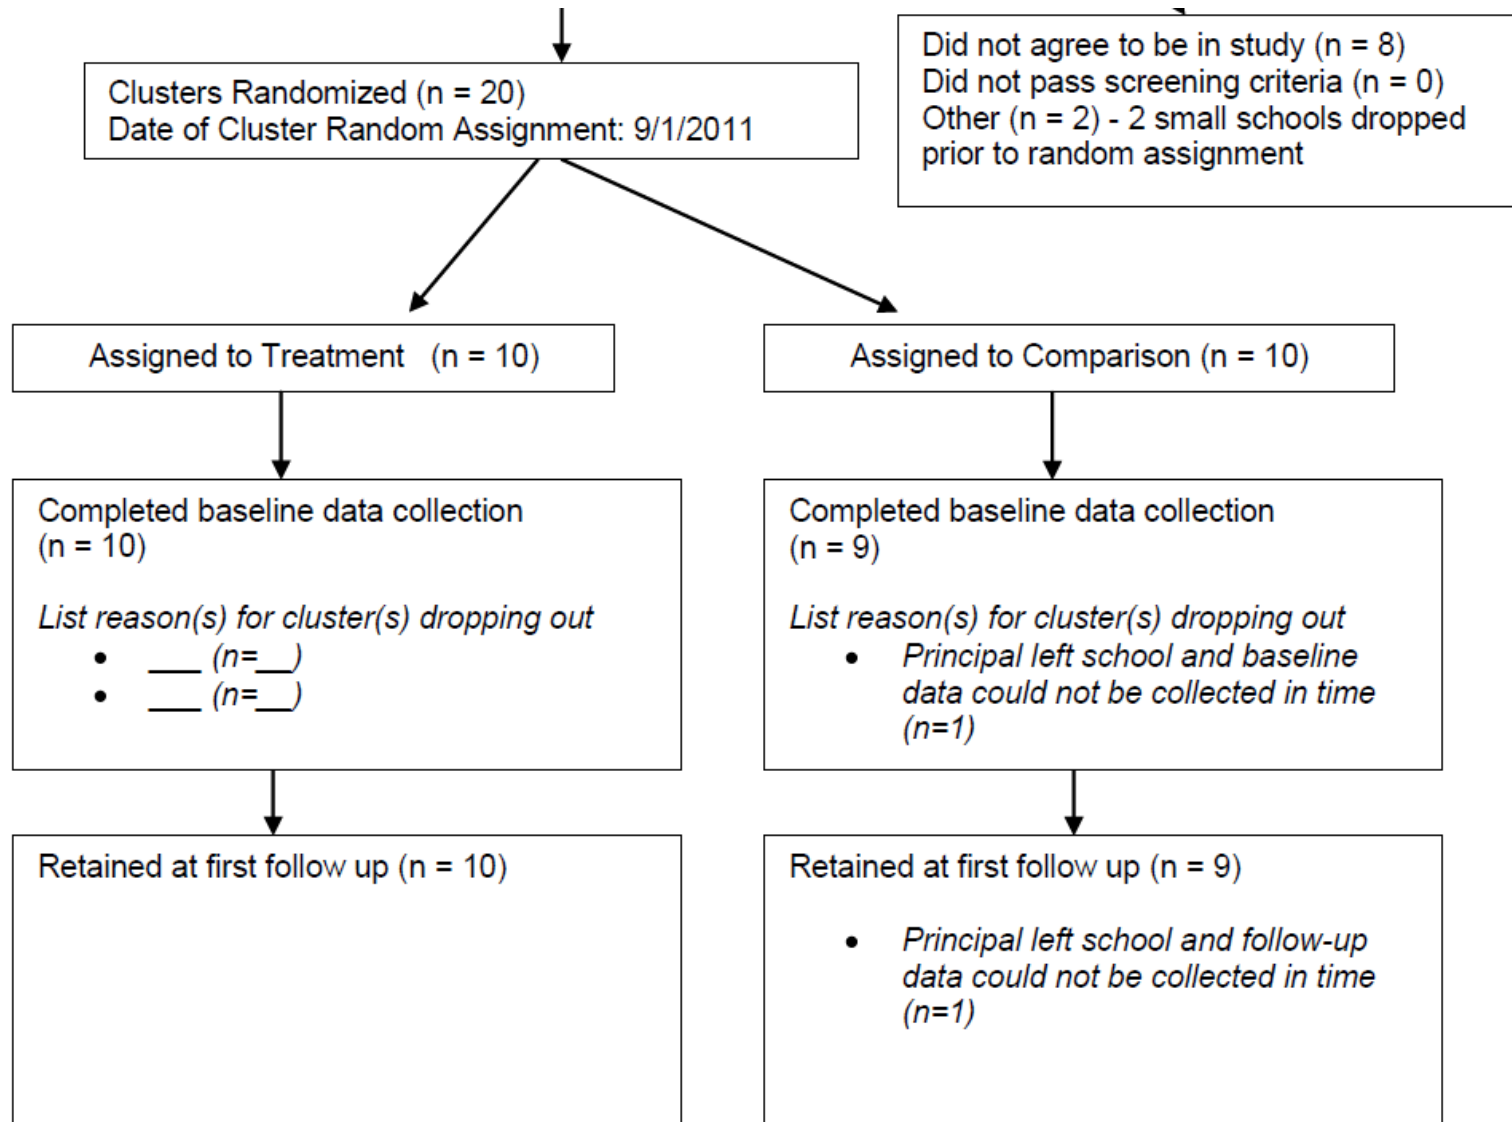 Did not agree to be in study (n = 8)
Did not pass screening criteria (n = 0)
Other (n = 2) - 2 small schools dropped
prior to random assignment
Clusters Randomized (n = 20)
Date of Cluster Random Assignment: 9/1/2011
Assigned to Treatment (n = 10)
Assigned to Comparison (n = 10)
Completed baseline data collection
(n = 10)
List reason(s) for cluster(s) dropping out
• ___ (n=__)
• ___ (n=__)
Completed baseline data collection
(n = 9)
List reason(s) for cluster(s) dropping out
• Principal left school and baseline
data could not be collected in time
(n=1)
Retained at first follow up (n = 10)
Retained at first follow up (n = 9)
• Principal left school and follow-up
data could not be collected in time
(n=1)